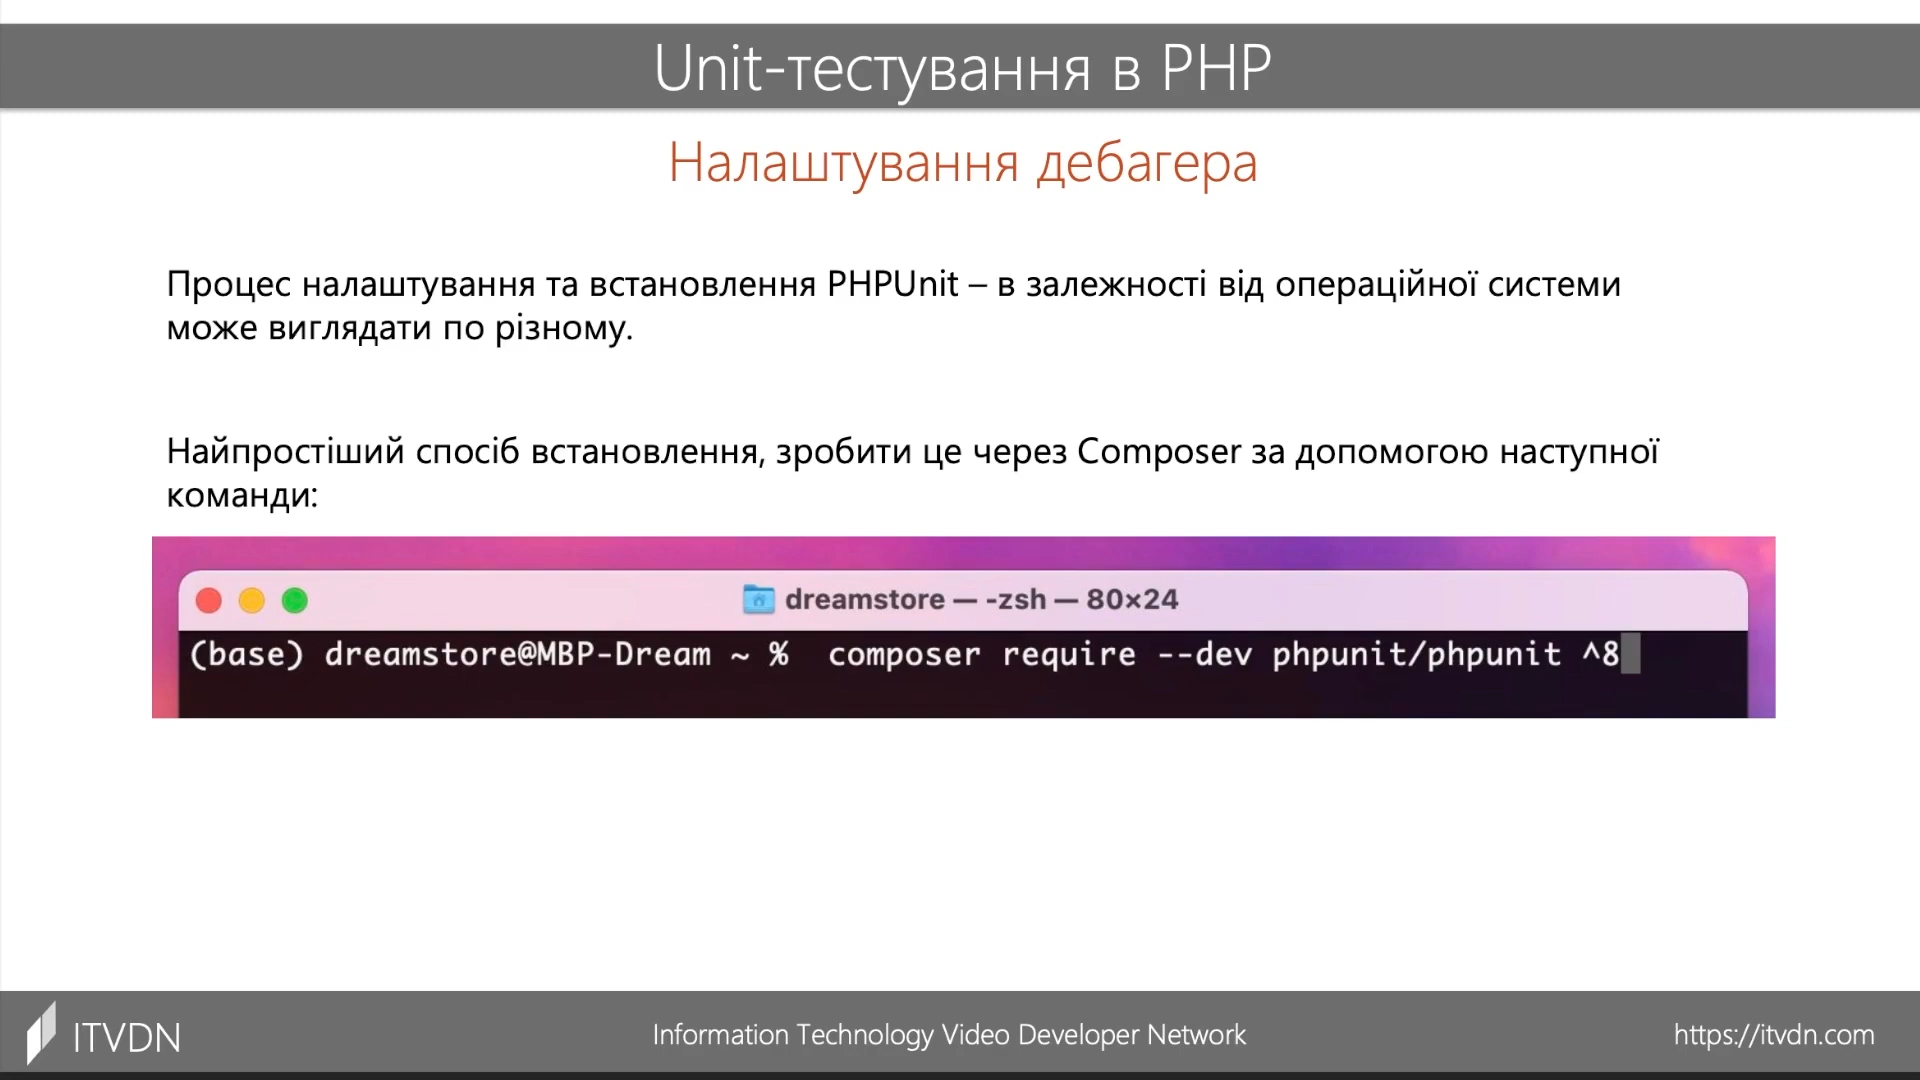 Unit-тестування в PHP
Налаштування дебагера
Процес налаштування та встановлення PHPUnit – в залежності від операційної системи
може виглядати по різному.
Найпростіший спосіб встановлення, зробити це через Composer за допомогою наступної
команди:
dreamstore — -zsh — 80×24
(base) dreamstore@MBP-Dream ~ %  composer require --dev phpunit/phpunit ^8
ITVDN
Information Technology Video Developer Network
https://itvdn.com